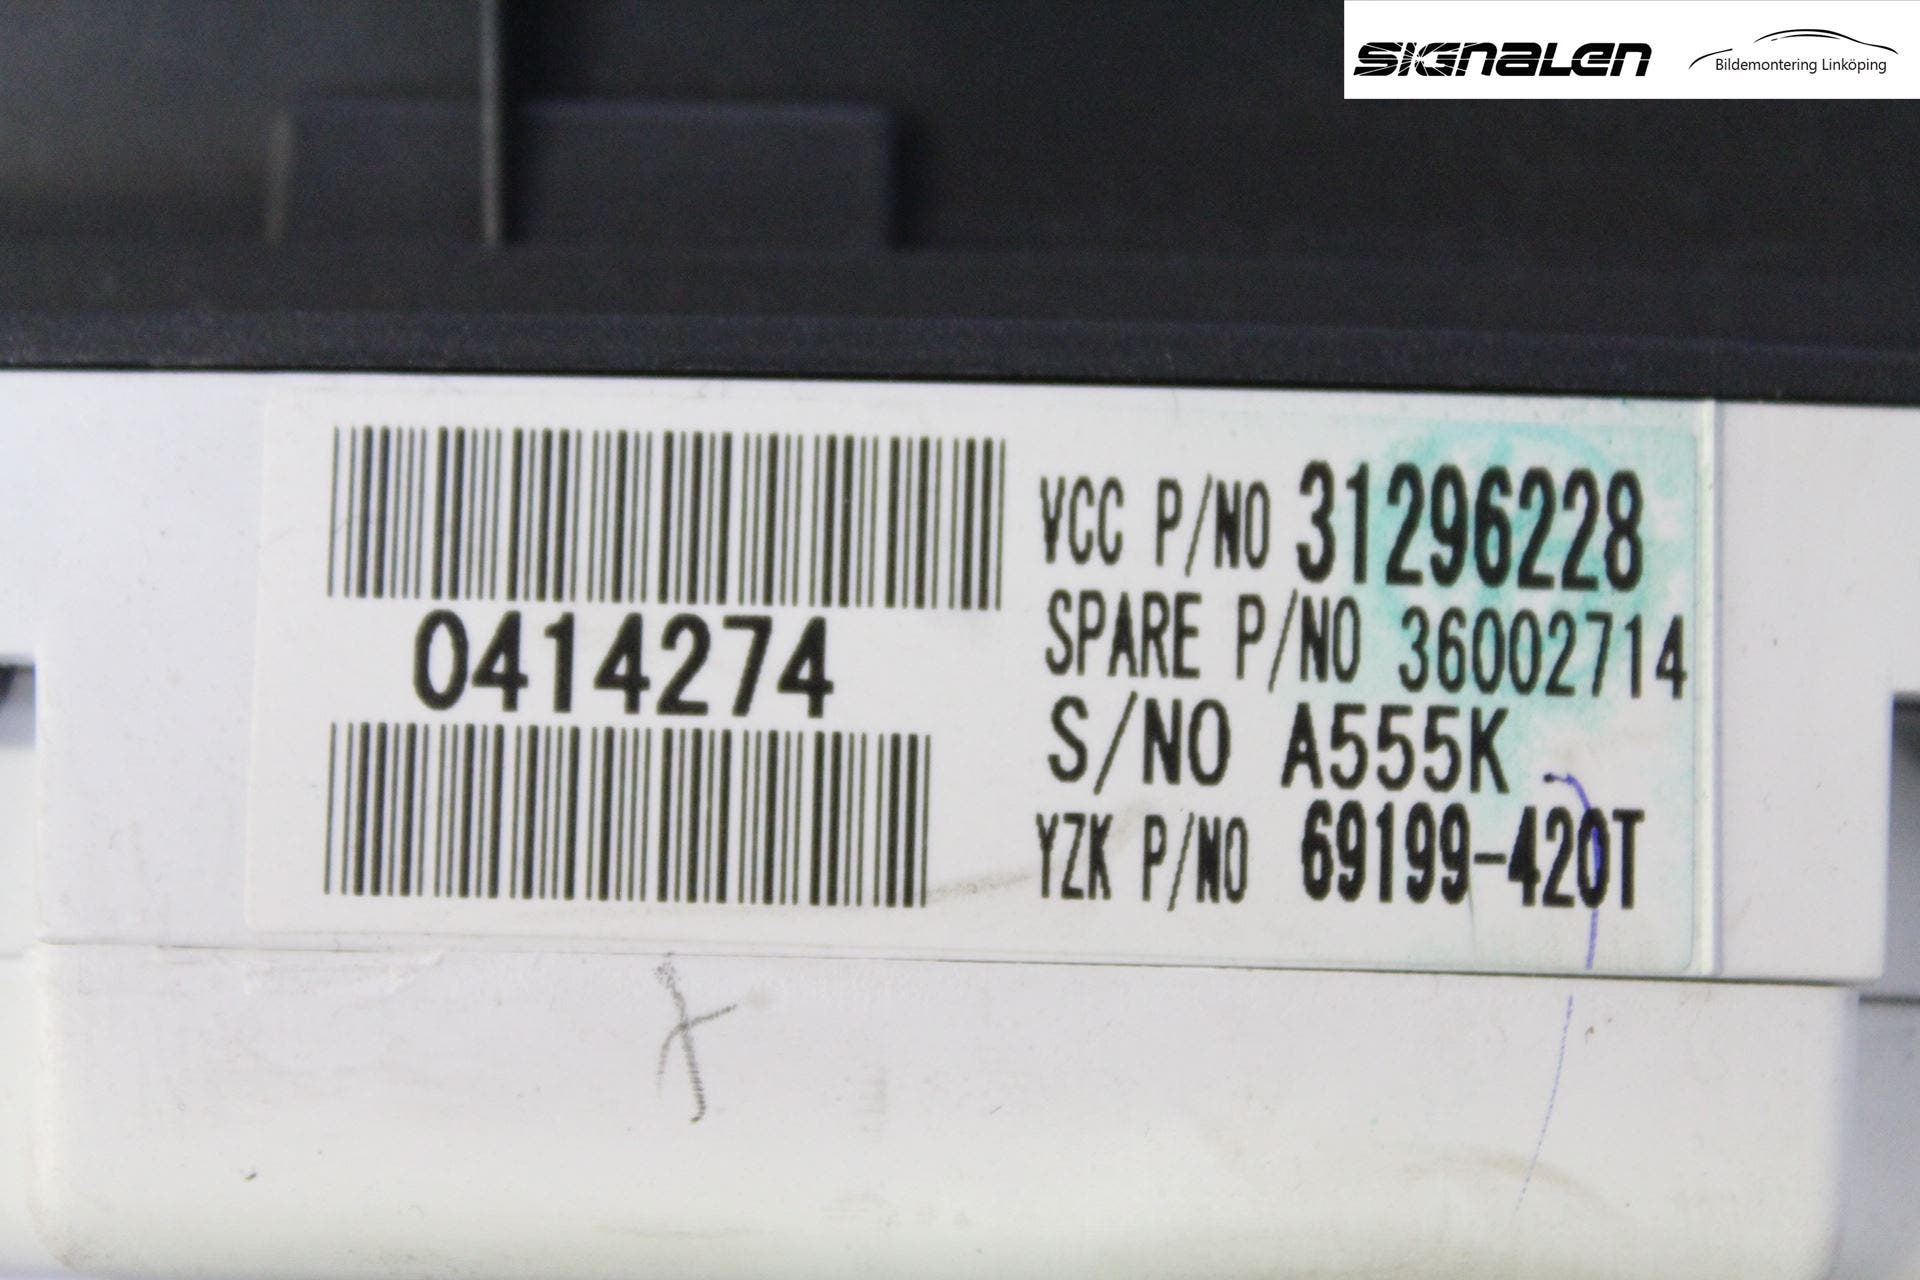 SIGNALEN
Bildemontering Linköping
0414274
VCC P/NO 31296228
SPARE P/NO 36002714
S/NO A555K
YZK P/NO 69199-420T